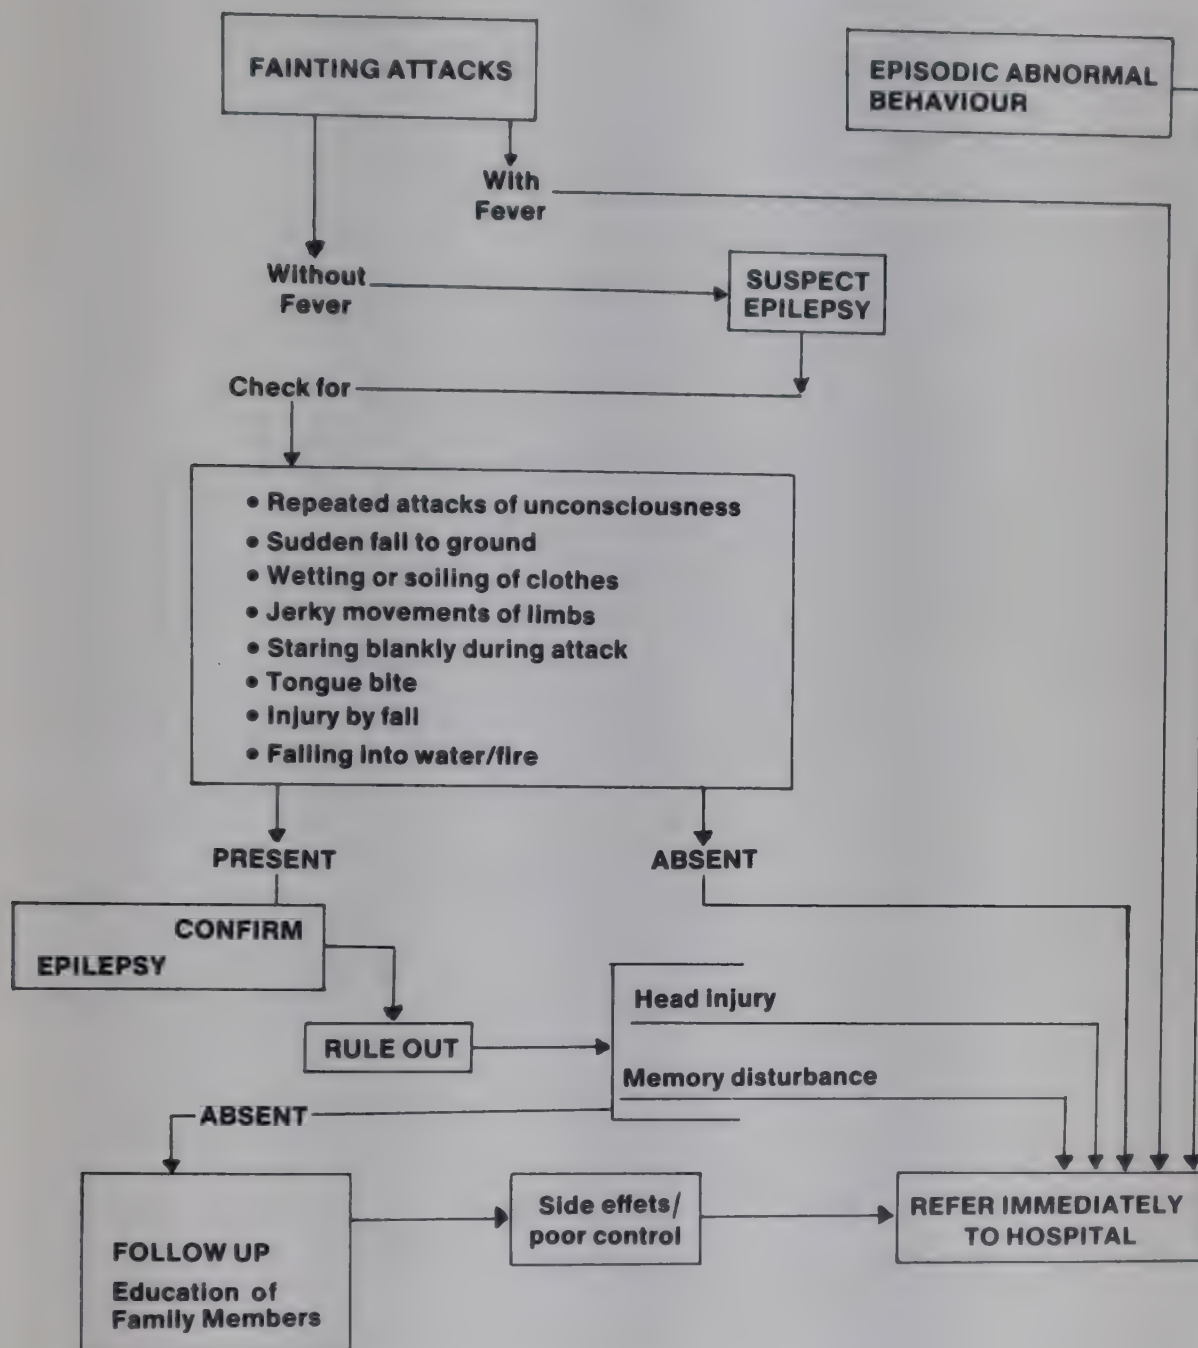 FAINTING ATTACKS
EPISODIC ABNORMAL
BEHAVIOUR
With
Fever
Without
Fever
SUSPECT
EPILEPSY
Check for
• Repeated attacks of unconsciousness
• Sudden fall to ground
• Wetting or soiling of clothes
• Jerky movements of limbs
• Staring blankly during attack
• Tongue bite
• Injury by fall
• Falling into water/fire
PRESENT
ABSENT
CONFIRM
EPILEPSY
Head injury
RULE OUT
Memory disturbance
ABSENT
Side effets/
poor control
REFER IMMEDIATELY
TO HOSPITAL
FOLLOW UP
Education of
Family Members